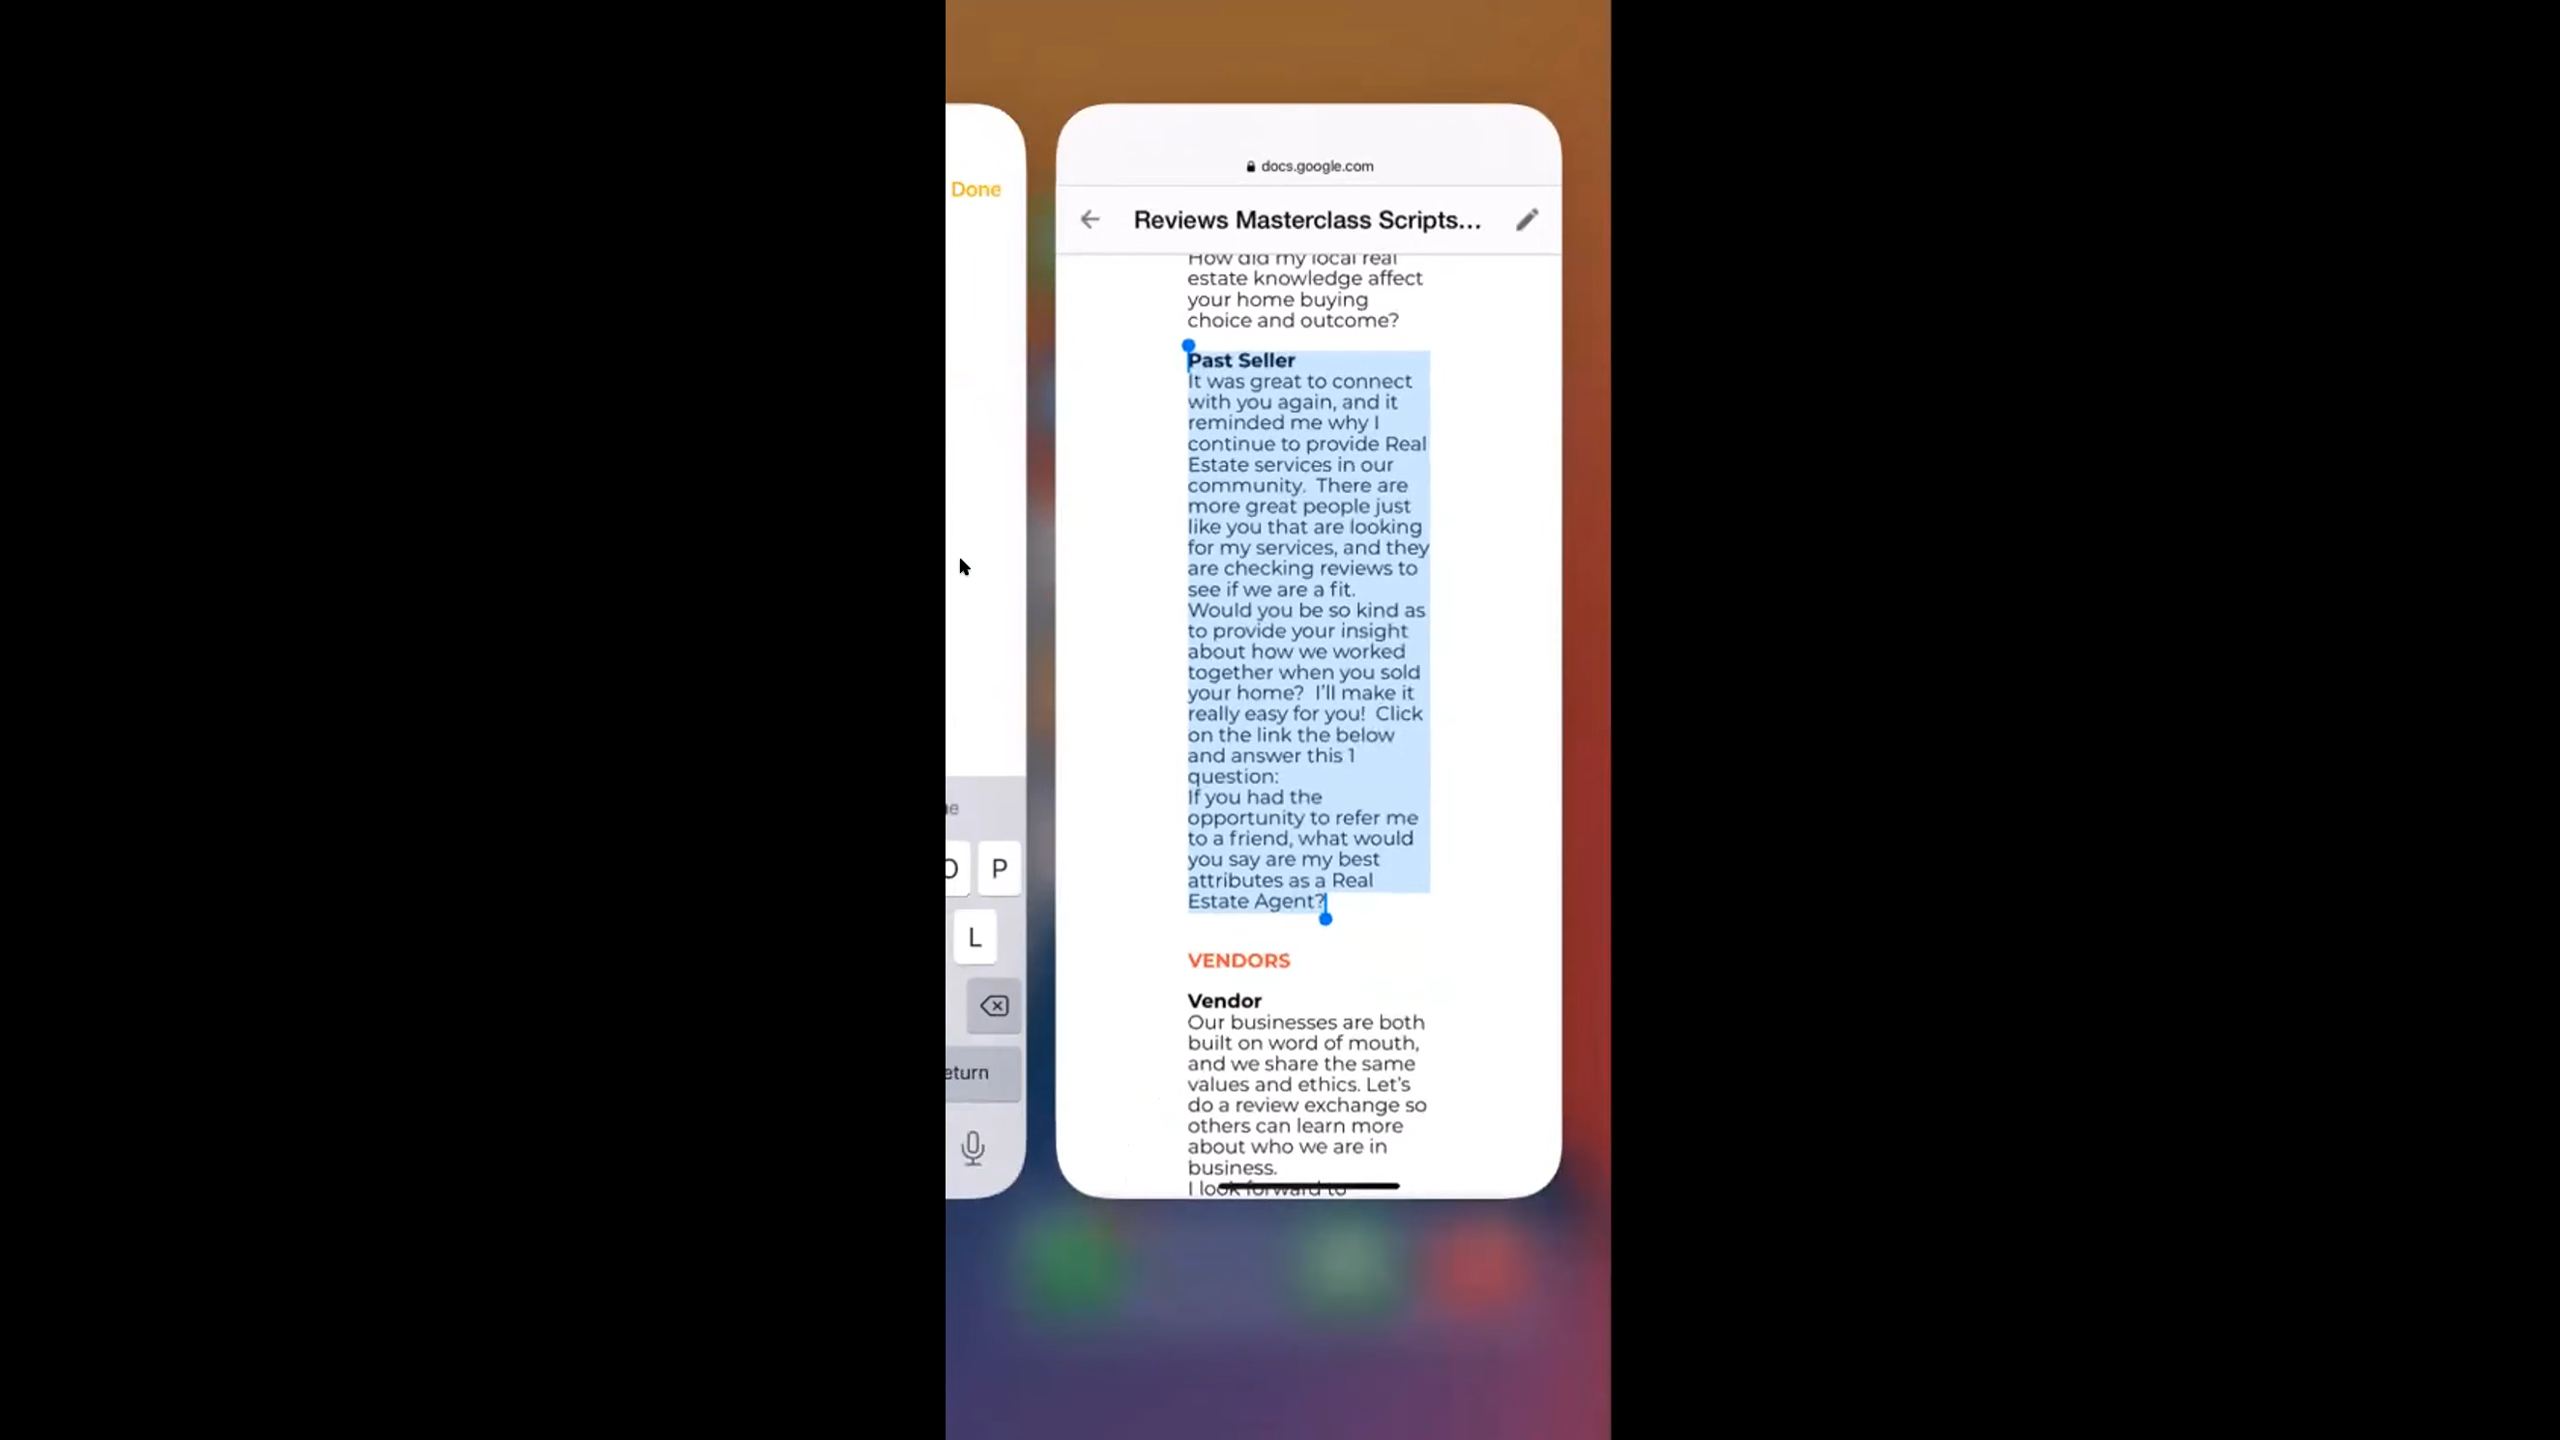 Done
e
O P
L
eturn
docs.google.com
Reviews Masterclass Scripts...
How did my local real
estate knowledge affect
your home buying
choice and outcome?
Past Seller
It was great to connect
with you again, and it
reminded me why I
continue to provide Real
Estate services in our
community.  There are
more great people just
like you that are looking
for my services, and they
are checking reviews to
see if we are a fit.
Would you be so kind as
to provide your insight
about how we worked
together when you sold
your home?  I'll make it
really easy for you!  Click
on the link the below
and answer this 1
question:
If you had the
opportunity to refer me
to a friend, what would
you say are my best
attributes as a Real
Estate Agent?
VENDORS
Vendor
Our businesses are both
built on word of mouth,
and we share the same
values and ethics. Let's
do a review exchange so
others can learn more
about who we are in
business.
I look forward to